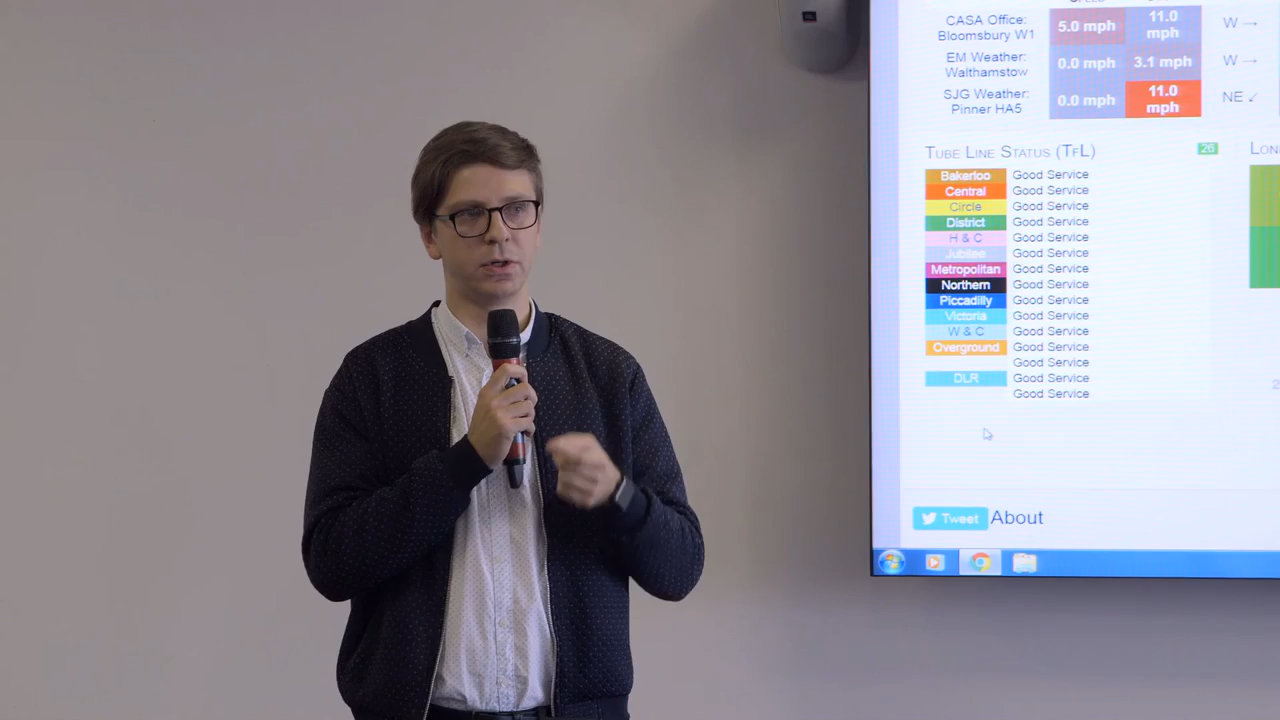 CASA Office:
Bloomsbury W1
5.0 mph
11.0
mph
W →
EM Weather:
Walthamstow
0.0 mph
3.1 mph
W →
SJG Weather:
Pinner HA5
0.0 mph
11.0
mph
NE ↙
TUBE LINE STATUS (TFL)
26
Bakerloo Good Service
Central Good Service
Circle Good Service
District Good Service
H & C Good Service
Jubilee Good Service
Metropolitan Good Service
Northern Good Service
Piccadilly Good Service
Victoria Good Service
W & C Good Service
Overground Good Service
Good Service
DLR Good Service
Good Service
Tweet About